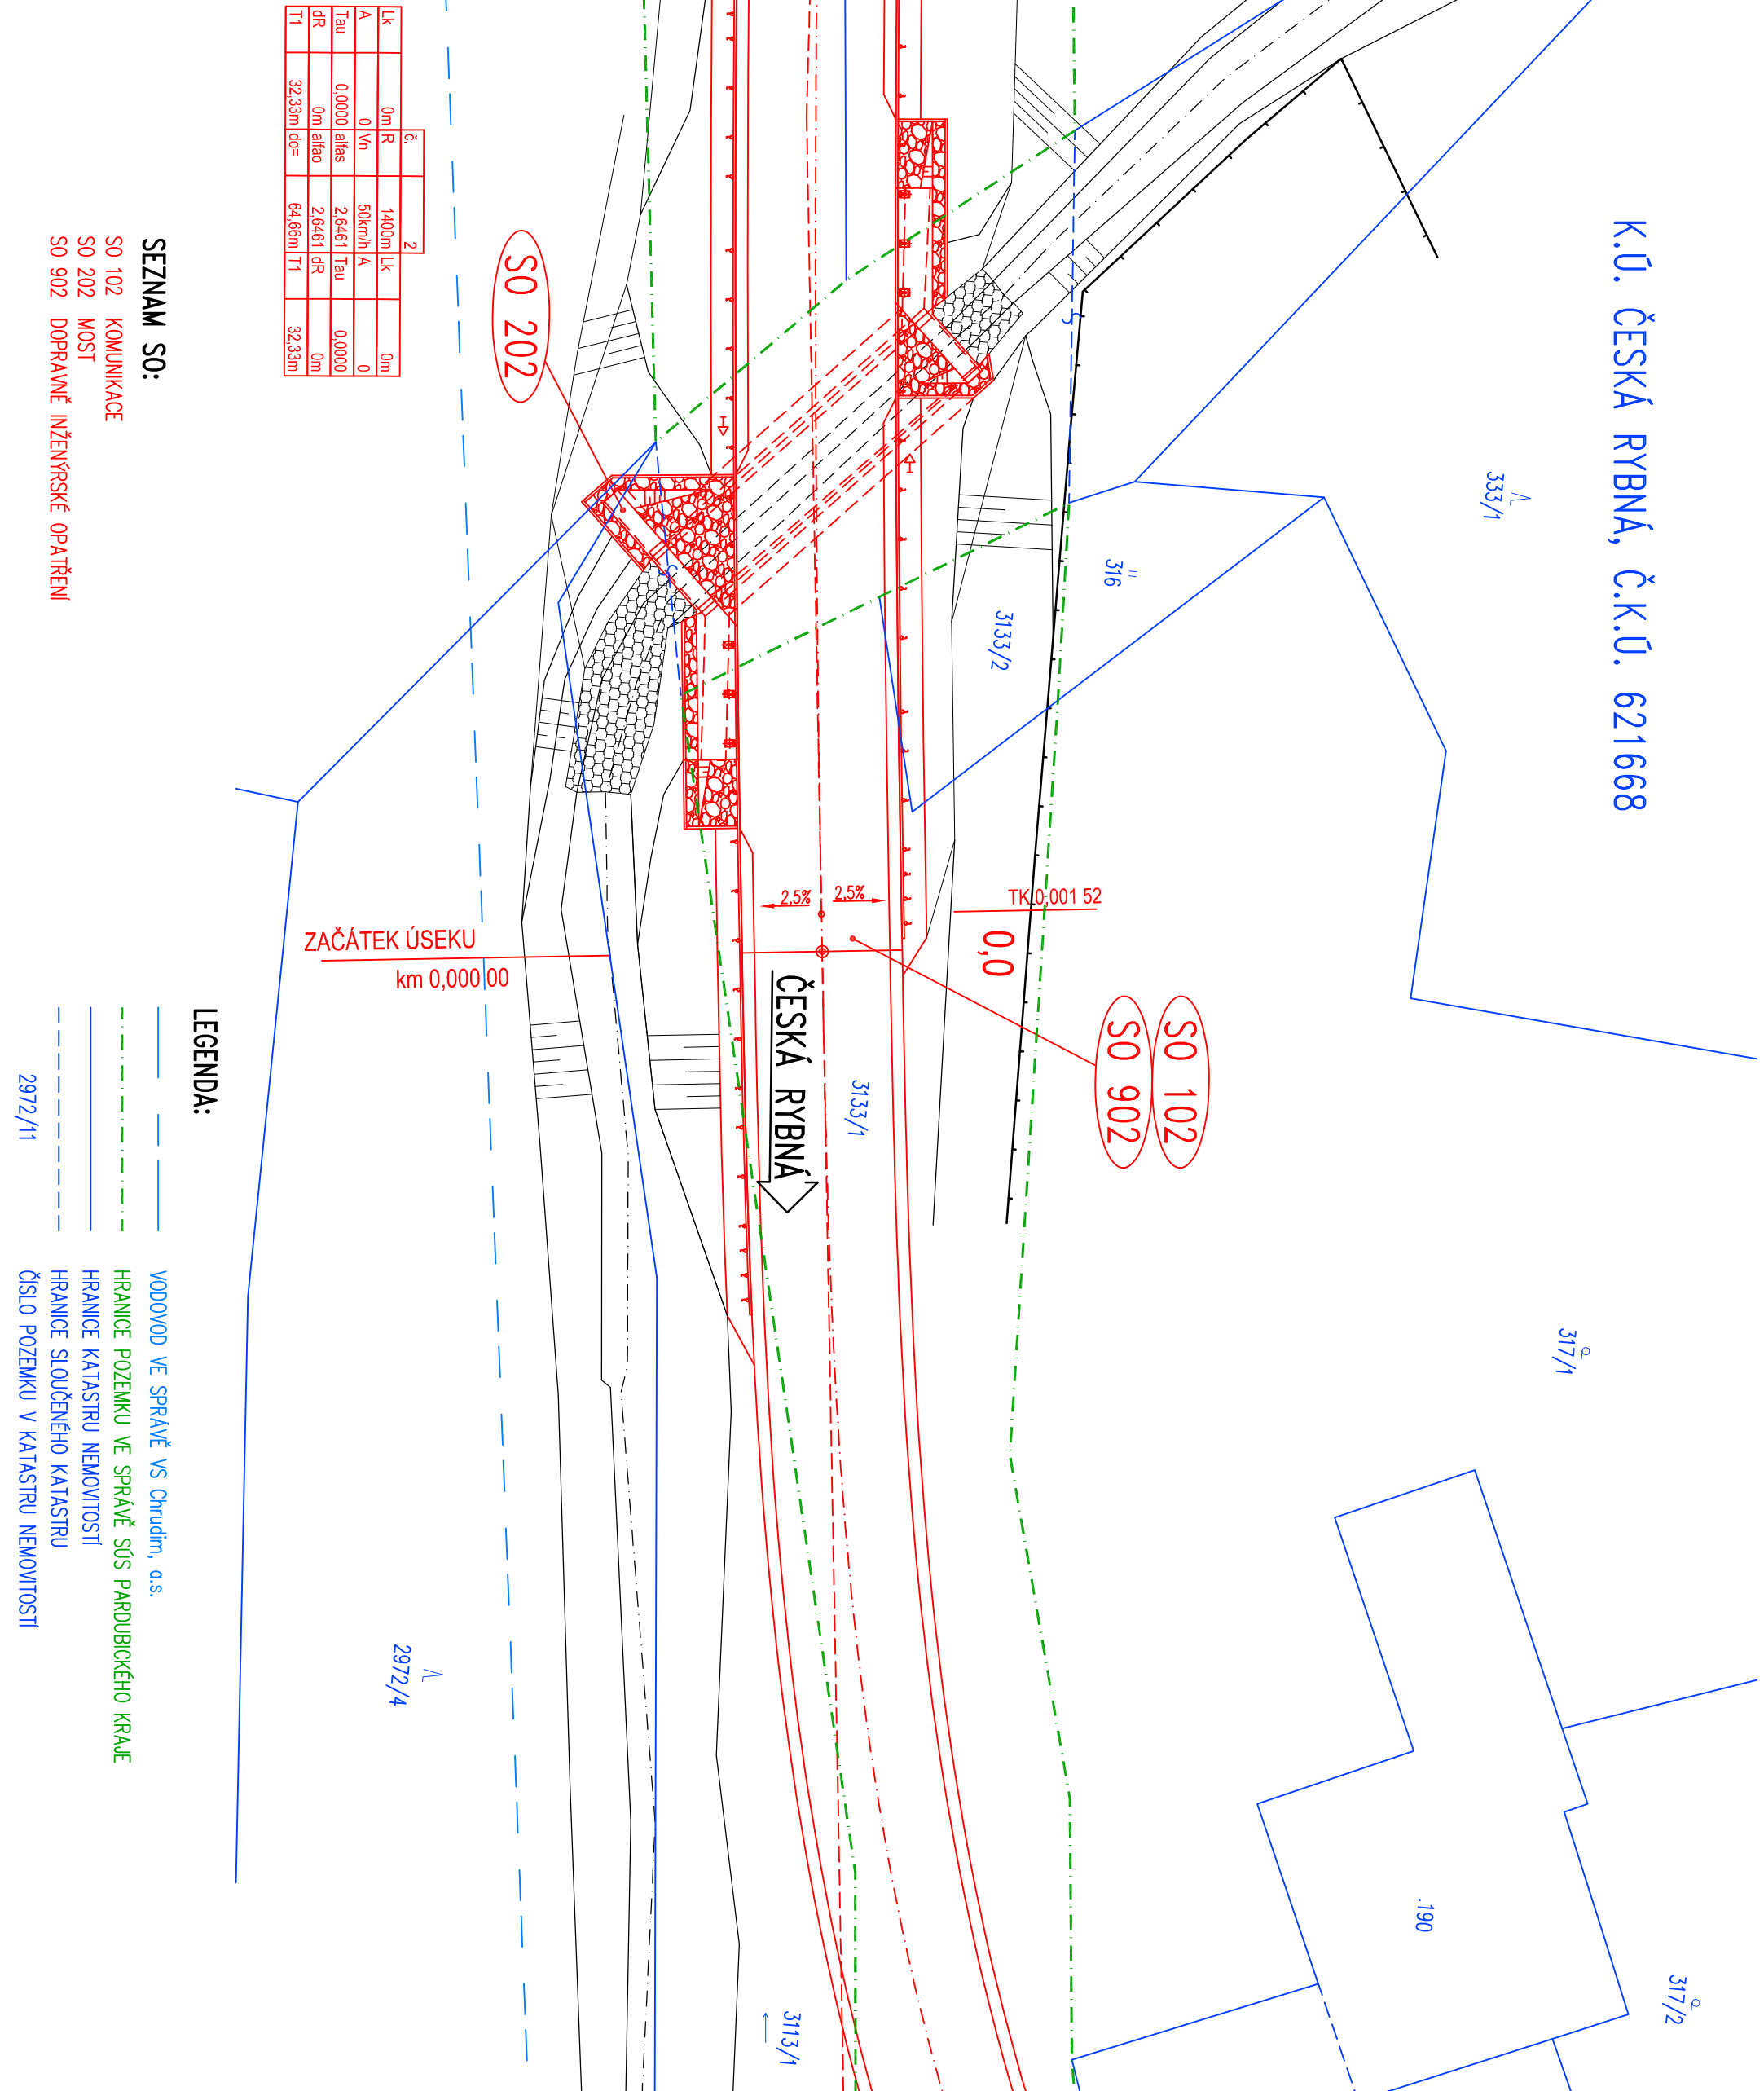 K.Ú. ČESKÁ RYBNÁ, Č.K.Ú. 621668
333/1
316
3133/2
317/1
317/2
.190
TK 0,001 52
0,0
SO 102
SO 902
2,5%
2,5%
3133/1
ČESKÁ RYBNÁ
3113/1
SO 202
ZAČÁTEK ÚSEKU
km 0,000 00
2972/4
č. 2
Lk 0m R 1400m Lk 0m
A 0 Vn 50km/h A 0
Tau 0,0000 alfas 2,6461 Tau 0,0000
dR 0m alfao 2,6461 dR 0m
T1 32,33m do= 64,66m T1 32,33m
SEZNAM SO:
SO 102 KOMUNIKACE
SO 202 MOST
SO 902 DOPRAVNĚ INŽENÝRSKÉ OPATŘENÍ
LEGENDA:
VODOVOD VE SPRÁVĚ VS Chrudim, a.s.
HRANICE POZEMKU VE SPRÁVĚ SÚS PARDUBICKÉHO KRAJE
HRANICE KATASTRU NEMOVITOSTÍ
HRANICE SLOUČENÉHO KATASTRU
2972/11 ČÍSLO POZEMKU V KATASTRU NEMOVITOSTÍ